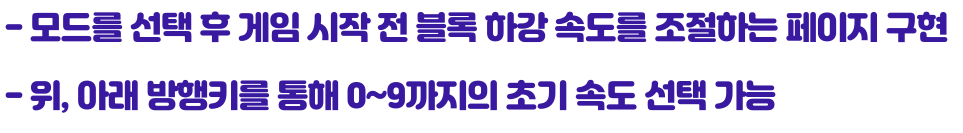 - 모드를 선택 후 게임 시작 전 블록 하강 속도를 조절하는 페이지 구현
- 위, 아래 방행키를 통해 0~9까지의 초기 속도 선택 가능